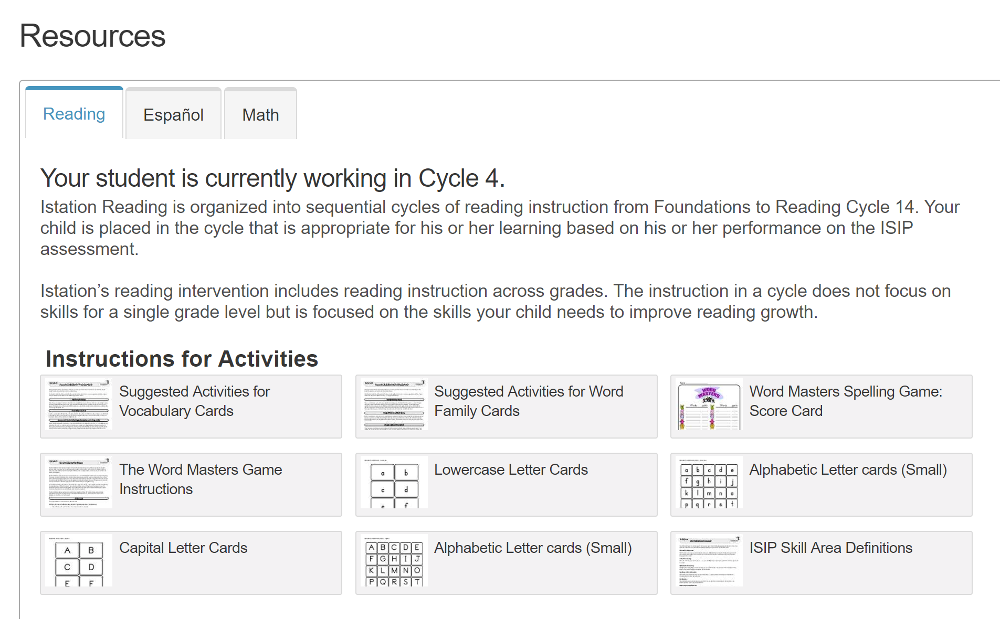 Resources
Reading
Español
Math
Your student is currently working in Cycle 4.
Istation Reading is organized into sequential cycles of reading instruction from Foundations to Reading Cycle 14. Your
child is placed in the cycle that is appropriate for his or her learning based on his or her performance on the ISIP
assessment.
Istation’s reading intervention includes reading instruction across grades. The instruction in a cycle does not focus on
skills for a single grade level but is focused on the skills your child needs to improve reading growth.
Instructions for Activities
Suggested Activities for
Vocabulary Cards
Suggested Activities for Word
Family Cards
WORD
MASTERS
Words points Words points
Word Masters Spelling Game:
Score Card
The Word Masters Game
Instructions
a b
c d
e f
Lowercase Letter Cards
a b c d e
f g h i j
k l m n o
p q r s t
Alphabetic Letter cards (Small)
A B
C D
E F
Capital Letter Cards
A B C D E
F G H I J
K L M N O
P Q R S T
Alphabetic Letter cards (Small)
ISIP Skill Area Definitions